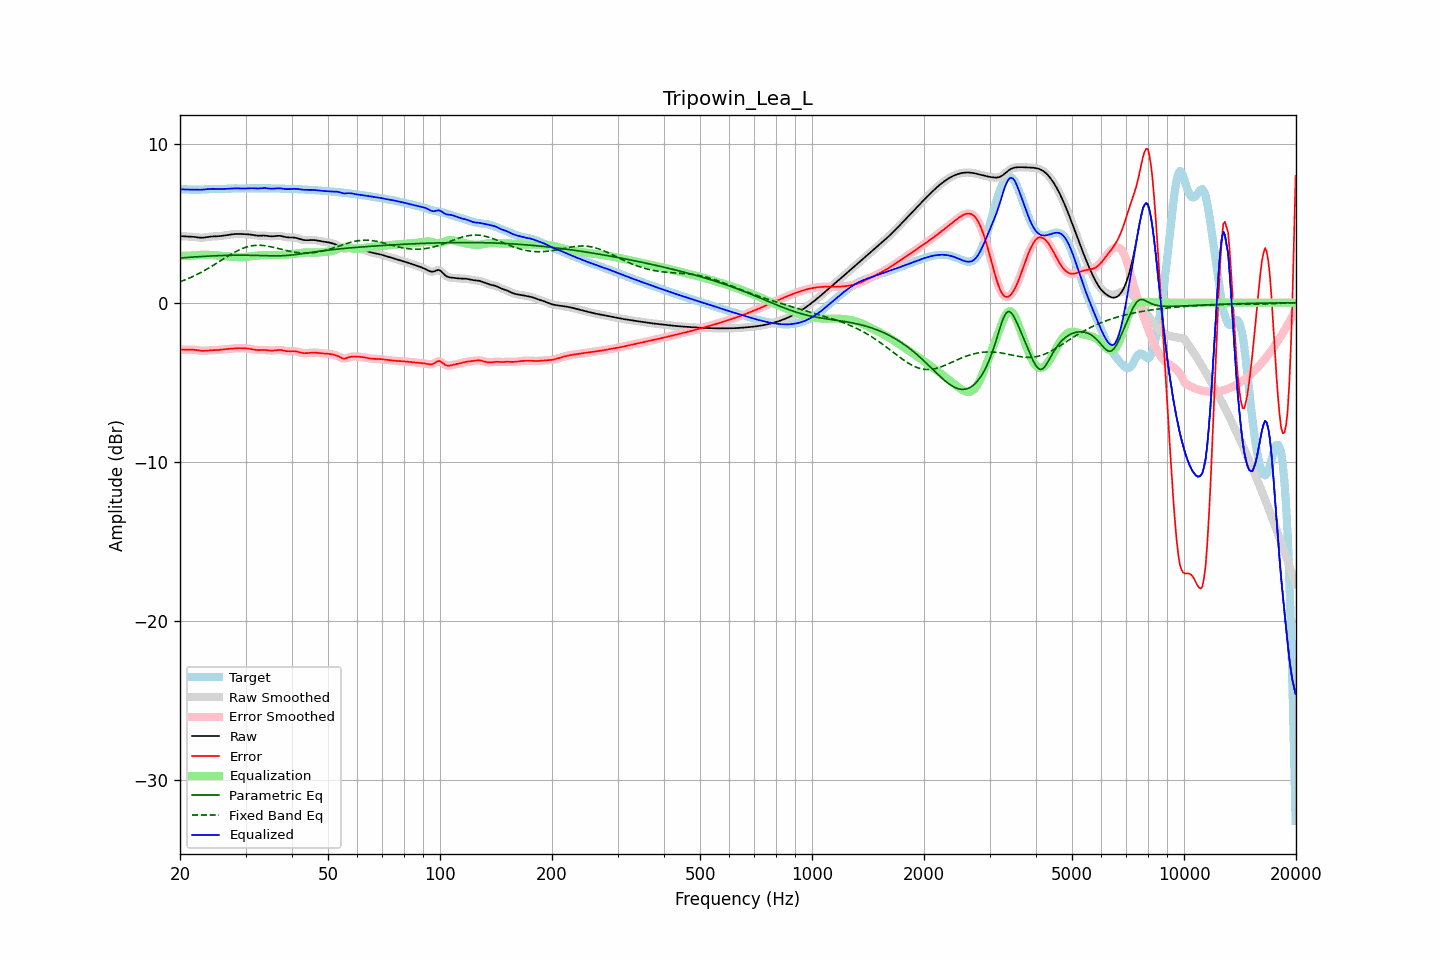 Tripowin_Lea_L
10
0
−10
−20
−30
Amplitude (dBr)
Target
Raw Smoothed
Error Smoothed
Raw
Error
Equalization
Parametric Eq
Fixed Band Eq
Equalized
20 50 100 200 500 1000 2000 5000 10000 20000
Frequency (Hz)